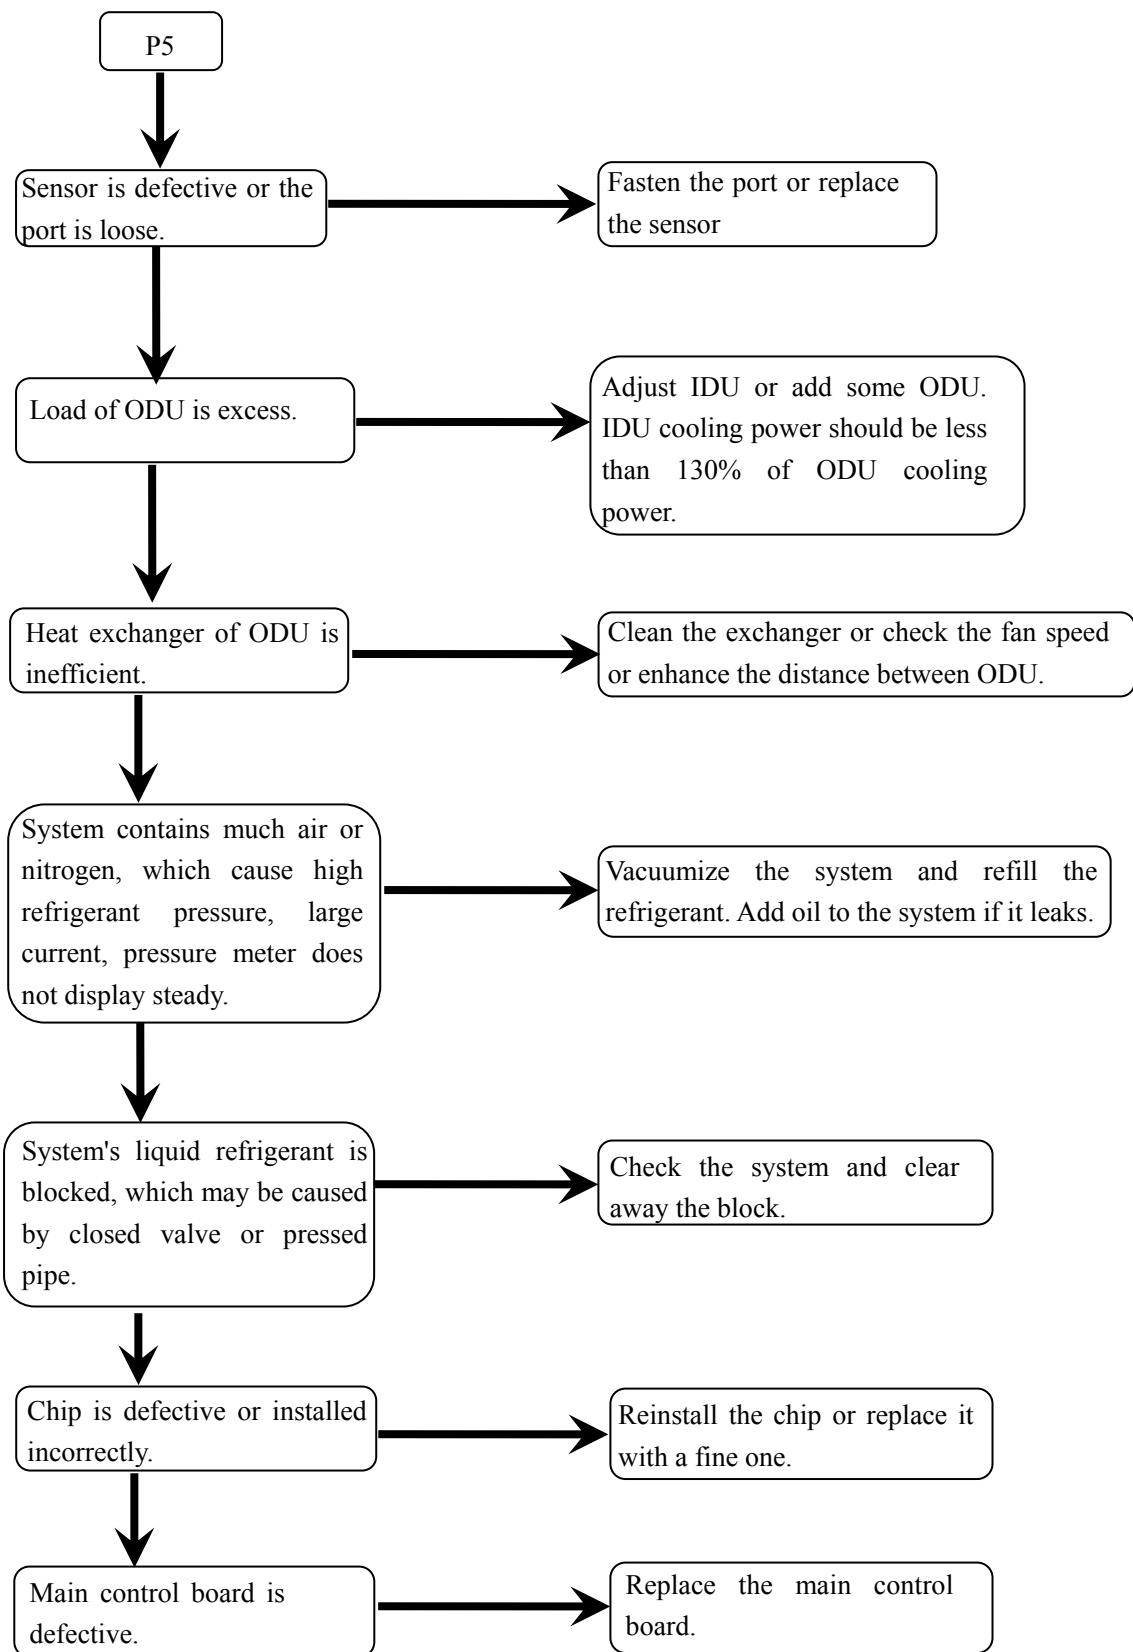 P5
Sensor is defective or the
port is loose.
Fasten the port or replace
the sensor
Load of ODU is excess.
Adjust IDU or add some ODU.
IDU cooling power should be less
than 130% of ODU cooling
power.
Heat exchanger of ODU is
inefficient.
Clean the exchanger or check the fan speed
or enhance the distance between ODU.
System contains much air or
nitrogen, which cause high
refrigerant pressure, large
current, pressure meter does
not display steady.
Vacuumize the system and refill the
refrigerant. Add oil to the system if it leaks.
System's liquid refrigerant is
blocked, which may be caused
by closed valve or pressed
pipe.
Check the system and clear
away the block.
Chip is defective or installed
incorrectly.
Reinstall the chip or replace it
with a fine one.
Main control board is
defective.
Replace the main control
board.